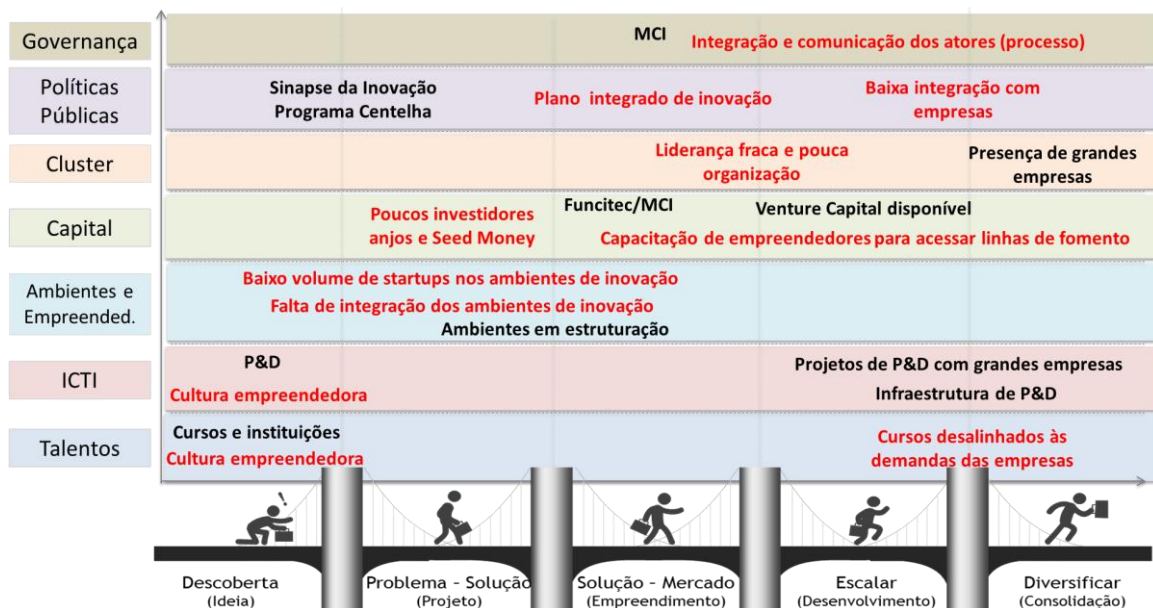 Governança
MCI
Integração e comunicação dos atores (processo)
Políticas
Públicas
Sinapse da Inovação
Programa Centelha
Plano integrado de inovação
Baixa integração com
empresas
Cluster
Liderança fraca e pouca
organização
Presença de grandes
empresas
Capital
Poucos investidores
anjos e Seed Money
Funcitec/MCI
Venture Capital disponível
Capacitação de empreendedores para acessar linhas de fomento
Ambientes e
Empreended.
Baixo volume de startups nos ambientes de inovação
Falta de integração dos ambientes de inovação
Ambientes em estruturação
ICTI
P&D
Cultura empreendedora
Projetos de P&D com grandes empresas
Infraestrutura de P&D
Talentos
Cursos e instituições
Cultura empreendedora
Cursos desalinhados às
demandas das empresas
!
Descoberta
(Ideia)
Problema - Solução
(Projeto)
Solução - Mercado
(Empreendimento)
Escalar
(Desenvolvimento)
Diversificar
(Consolidação)